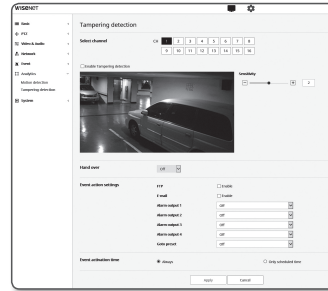 WISENET
Basic
PTZ
Video & Audio
Network
Event
Analytics
Motion detection
Tampering detection
System
Tampering detection
Select channel
CH 1 2 3 4 5 6 7 8
9 10 11 12 13 14 15 16
Enable Tampering detection
Sensitivity
2
Hand over
Off
Event action settings
FTP Enable
E-mail Enable
Alarm output 1 Off
Alarm output 2 Off
Alarm output 3 Off
Alarm output 4 Off
Goto preset Off
Event activation time
Always Only scheduled time
Apply Cancel